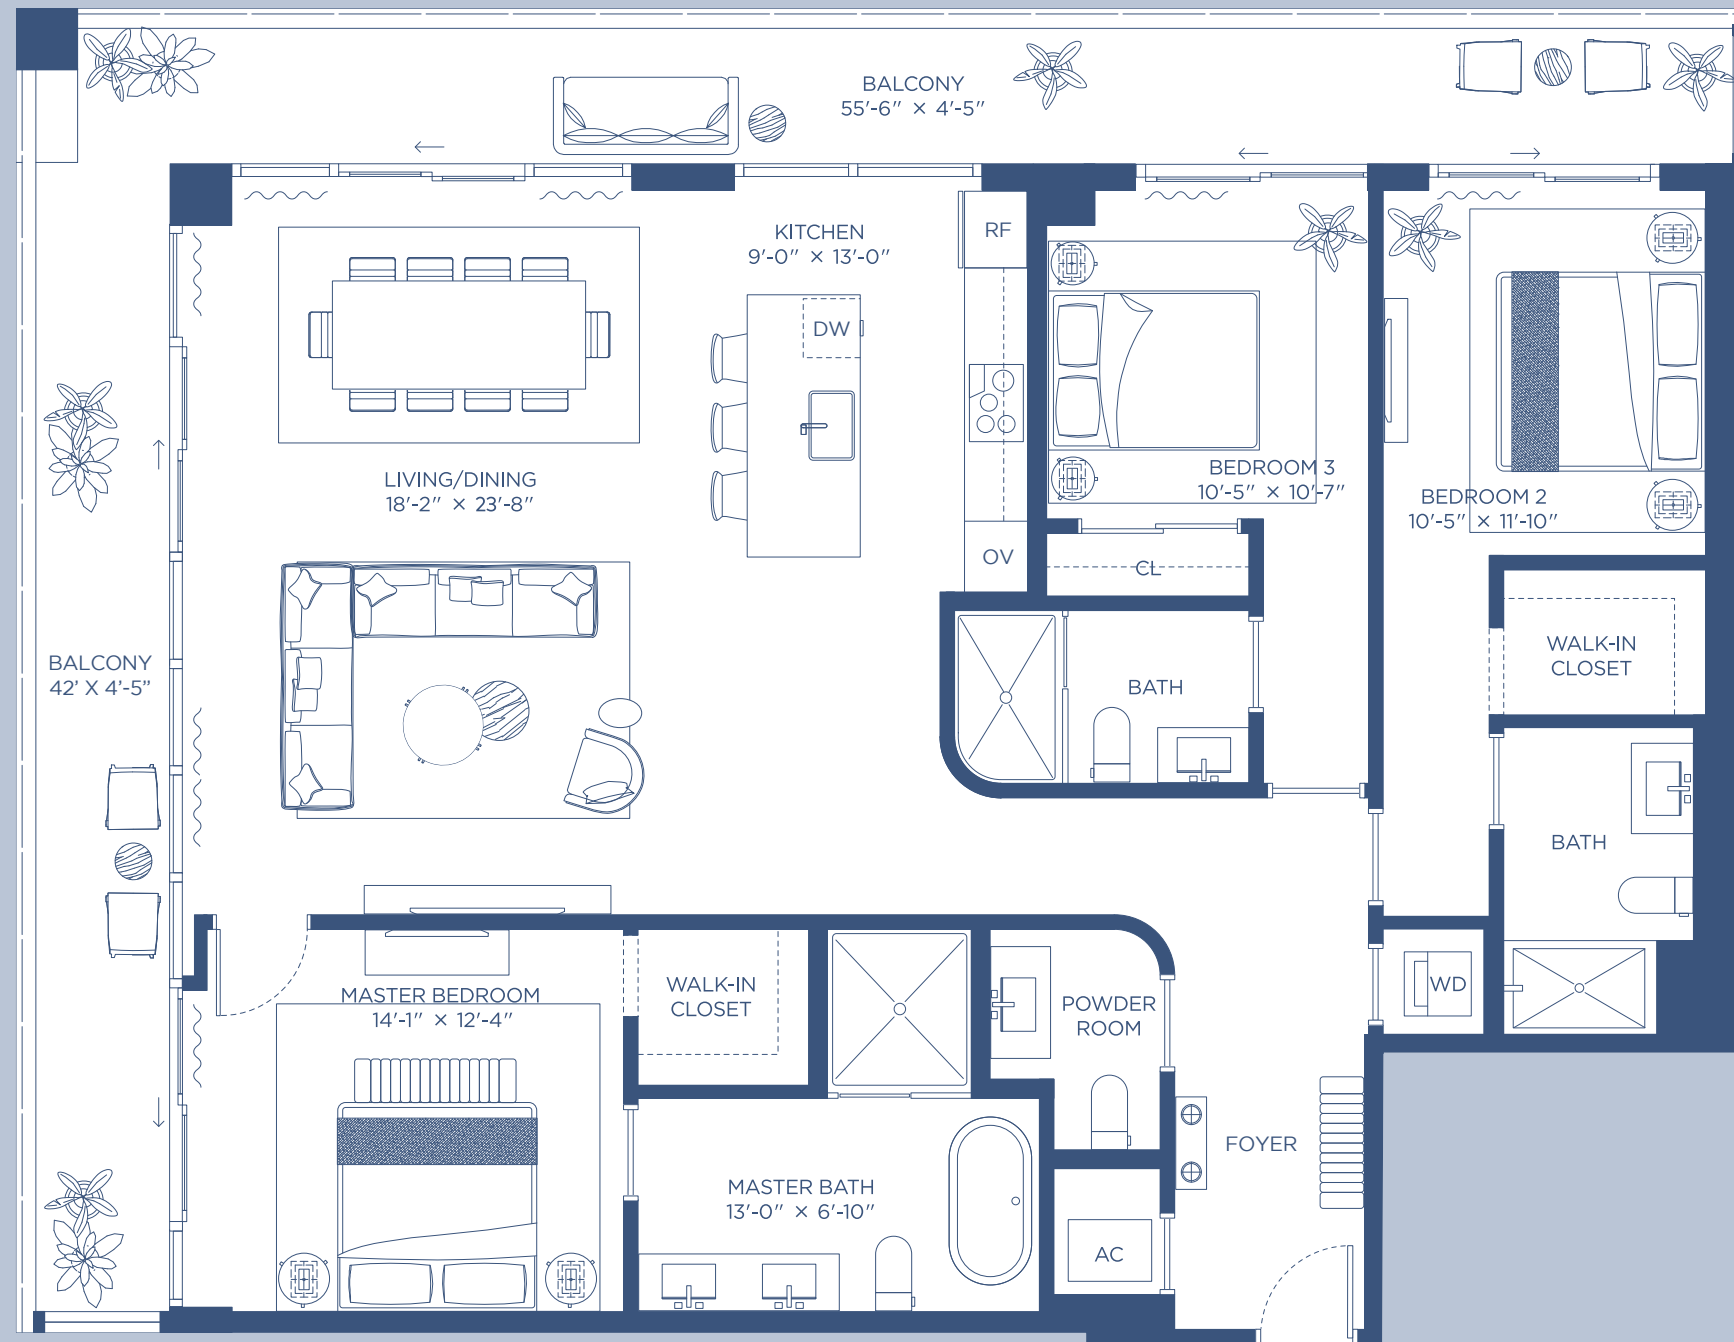 BALCONY
55'-6" × 4'-5"
KITCHEN
9'-0" × 13'-0"
RF
DW
LIVING/DINING
18'-2" × 23'-8"
BEDROOM 3
10'-5" × 10'-7"
BEDROOM 2
10'-5" × 11'-10"
OV
CL
BALCONY
42' X 4'-5"
BATH
WALK-IN
CLOSET
BATH
MASTER BEDROOM
14'-1" × 12'-4"
WALK-IN
CLOSET
POWDER
ROOM
WD
FOYER
MASTER BATH
13'-0" × 6'-10"
AC